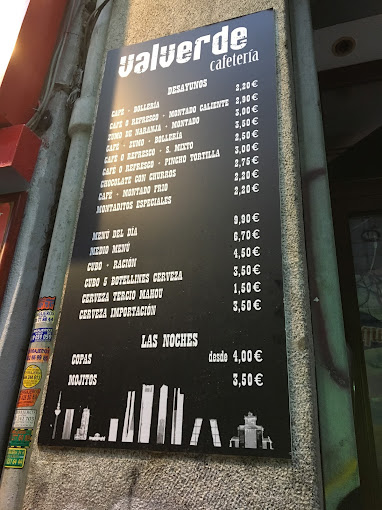 valverde
cafetería
DESAYUNOS
CAFÉ - BOLLERÍA 2,20 €
CAFÉ O REFRESCO - MONTADO CALIENTE 2,90 €
ZUMO DE NARANJA - MONTADO 3,00 €
CAFÉ - ZUMO - BOLLERÍA 3,50 €
CAFÉ O REFRESCO - S. MIXTO 2,50 €
CAFÉ O REFRESCO - PINCHO TORTILLA 3,00 €
CHOCOLATE CON CHURROS 2,75 €
CAFÉ - MONTADO FRIO 2,20 €
MONTADITOS ESPECIALES 2,20 €
MENÚ DEL DÍA 9,90 €
MEDIO MENÚ 6,70 €
CUBO - RACIÓN 4,50 €
CUBO 5 BOTELLINES CERVEZA 3,50 €
CERVEZA TERCIO MAHOU 1,50 €
CERVEZA IMPORTACIÓN 3,50 €
LAS NOCHES
COPAS desde 4,00 €
MOJITOS 3,50 €